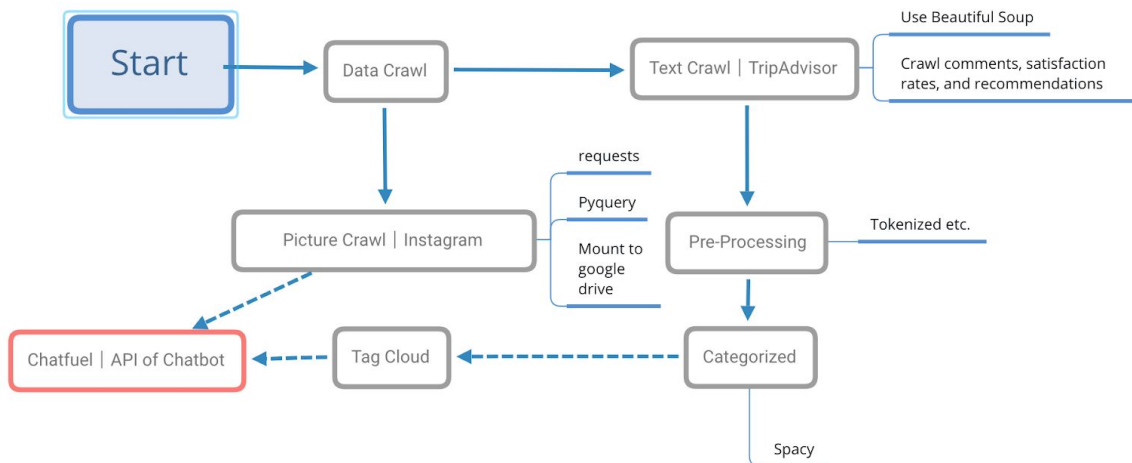 Start
Data Crawl
Text Crawl | TripAdvisor
Use Beautiful Soup
Crawl comments, satisfaction
rates, and recommendations
requests
Pyquery
Mount to
google
drive
Picture Crawl | Instagram
Pre-Processing
Tokenized etc.
Chatfuel | API of Chatbot
Tag Cloud
Categorized
Spacy